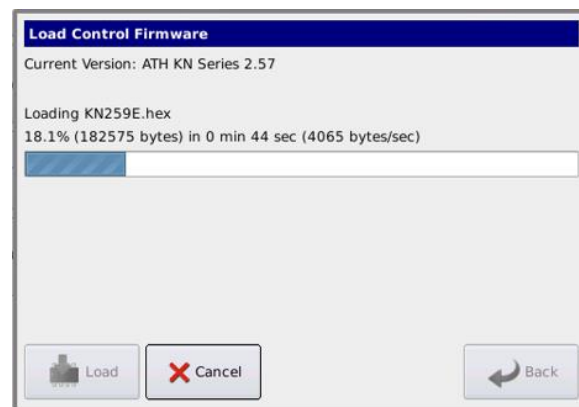 Load Control Firmware
Current Version: ATH KN Series 2.57
Loading KN259E.hex
18.1% (182575 bytes) in 0 min 44 sec (4065 bytes/sec)
Load
Cancel
Back